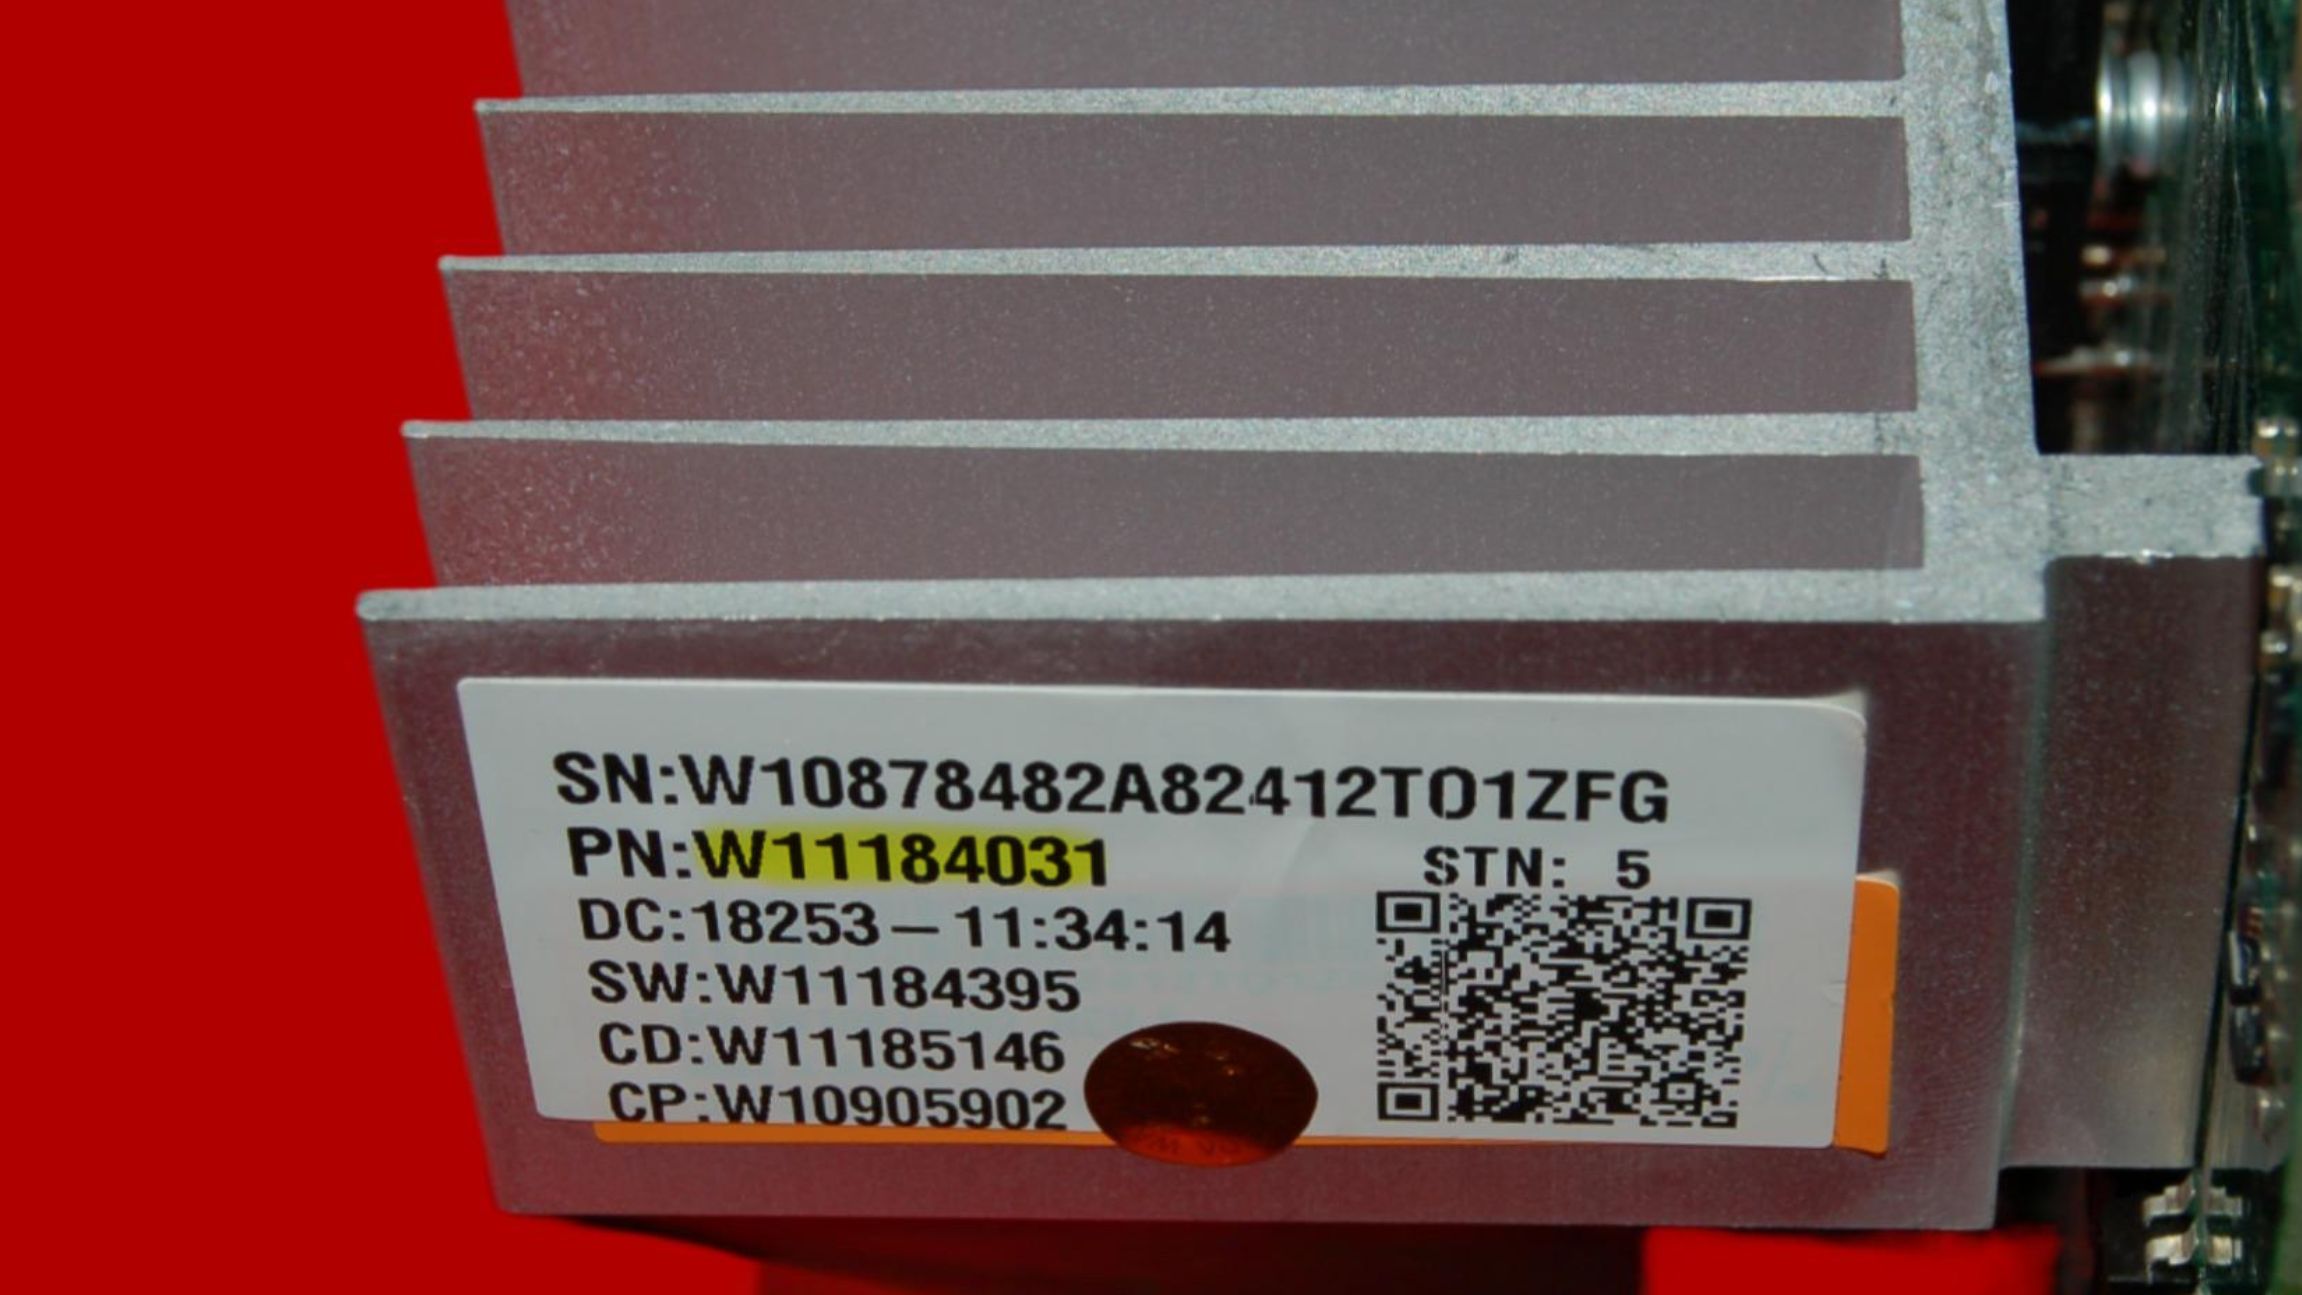 SN:W10878482A82412T01ZFG
PN:W11184031
STN: 5
DC:18253-11:34:14
SW:W11184395
CD:W11185146
CP:W10905902